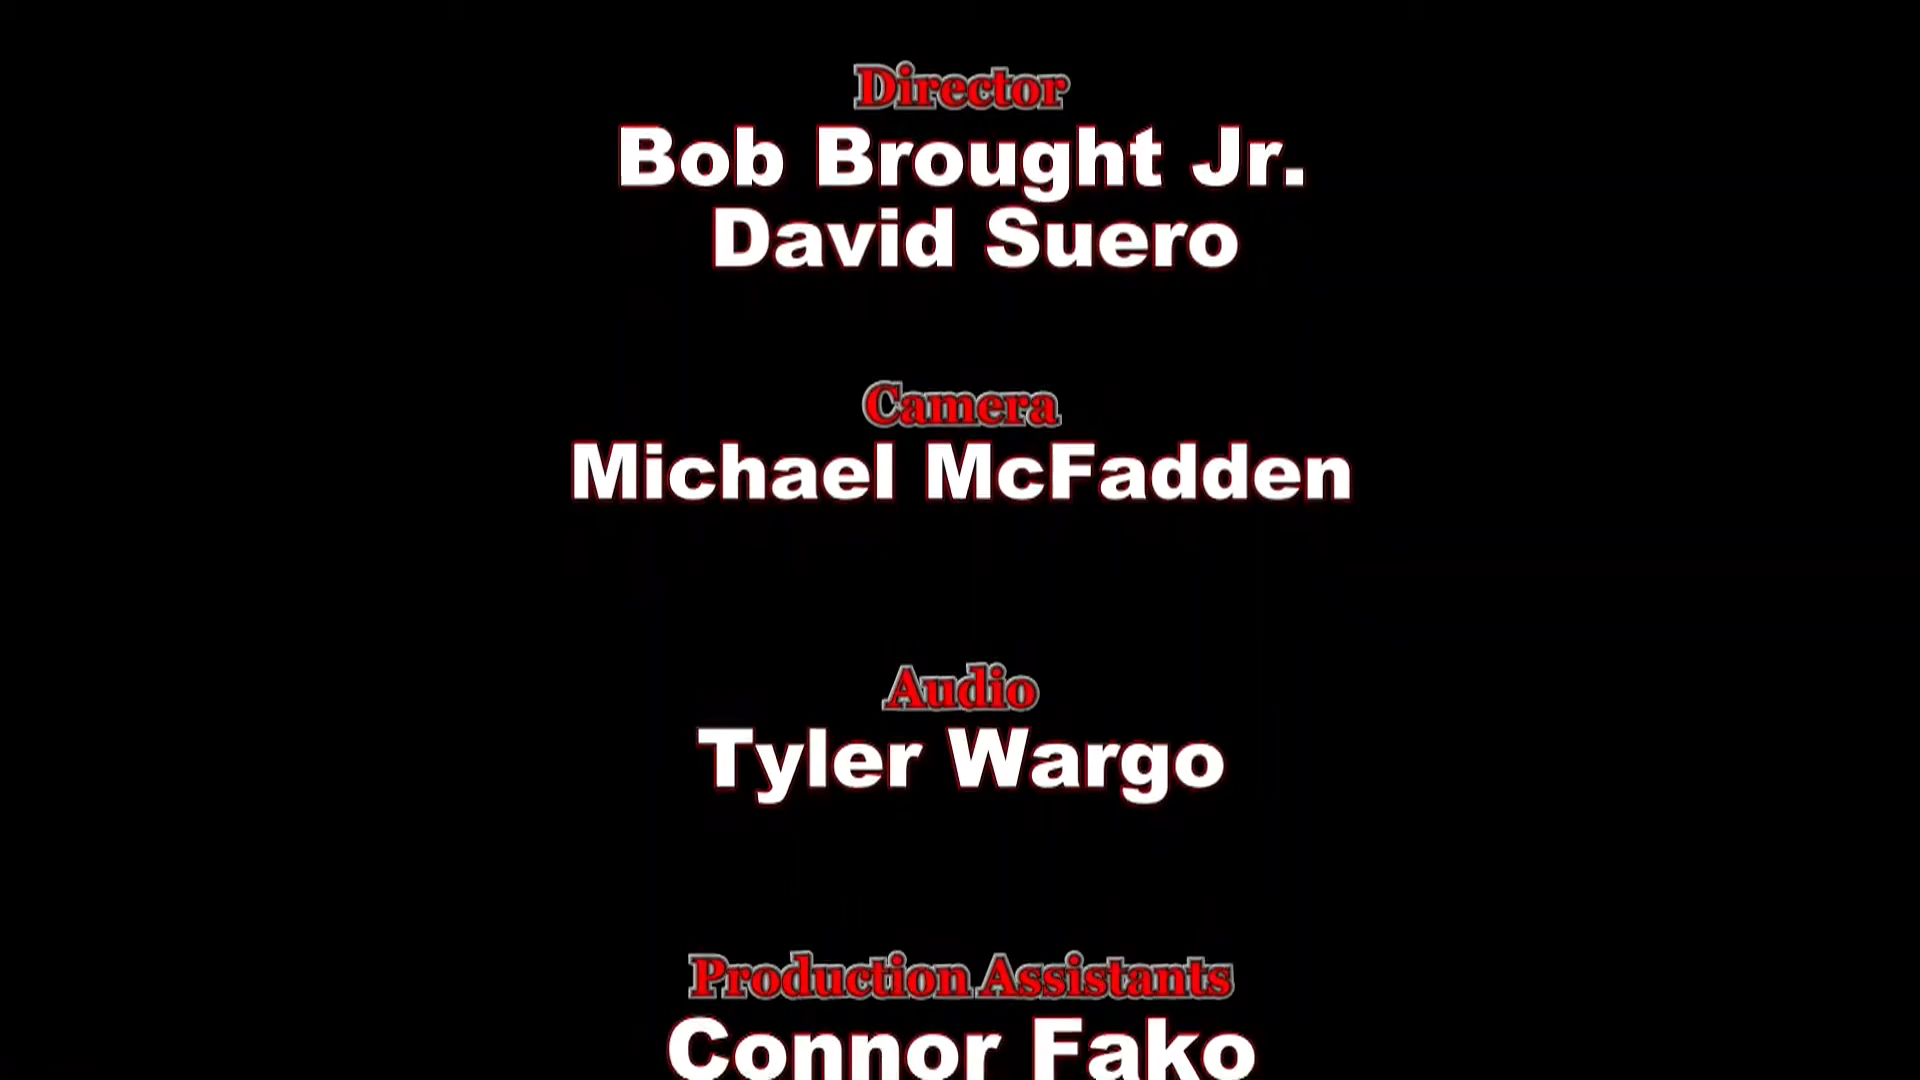 Director
Bob Brought Jr.
David Suero
Camera
Michael McFadden
Audio
Tyler Wargo
Production Assistants
Connor Fako